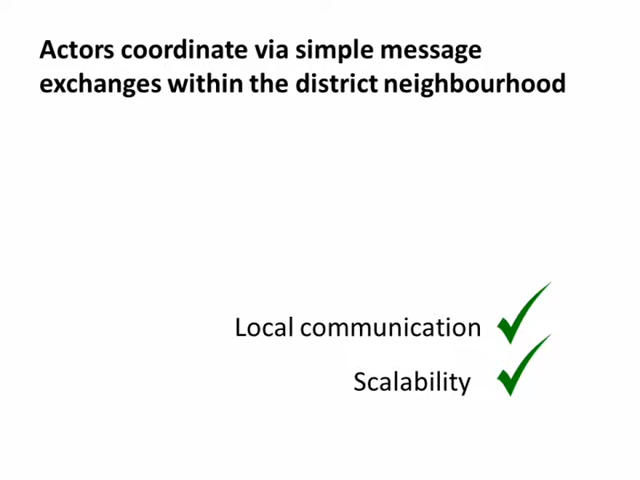 Actors coordinate via simple message
exchanges within the district neighbourhood
Local communication
Scalability